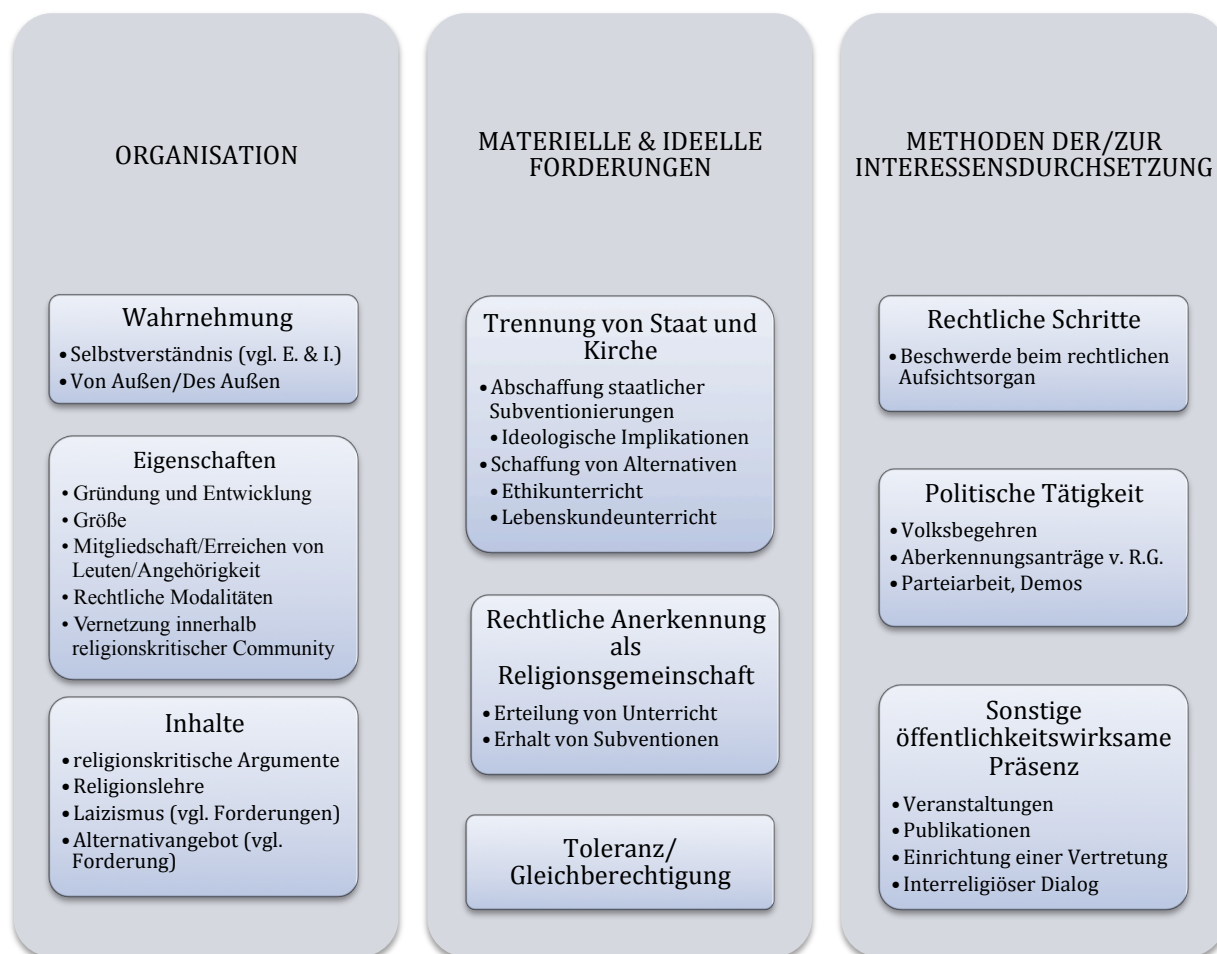 ORGANISATION
Wahrnehmung
• Selbstverständnis (vgl. E. & I.)
• Von Außen/Des Außen
Eigenschaften
• Gründung und Entwicklung
• Größe
• Mitgliedschaft/Erreichen von
Leuten/Angehörigkeit
• Rechtliche Modalitäten
• Vernetzung innerhalb
religionskritischer Community
Inhalte
• religionskritische Argumente
• Religionslehre
• Laizismus (vgl. Forderungen)
• Alternativangebot (vgl.
Forderung)
MATERIELLE & IDEELLE
FORDERUNGEN
Trennung von Staat und
Kirche
• Abschaffung staatlicher
Subventionierungen
• Ideologische Implikationen
• Schaffung von Alternativen
• Ethikunterricht
• Lebenskundeunterricht
Rechtliche Anerkennung
als
Religionsgemeinschaft
• Erteilung von Unterricht
• Erhalt von Subventionen
Toleranz/
Gleichberechtigung
METHODEN DER/ZUR
INTERESSENSDURCHSETZUNG
Rechtliche Schritte
• Beschwerde beim rechtlichen
Aufsichtsorgan
Politische Tätigkeit
• Volksbegehren
• Aberkennungsanträge v. R.G.
• Parteiarbeit, Demos
Sonstige
öffentlichkeitswirksame
Präsenz
• Veranstaltungen
• Publikationen
• Einrichtung einer Vertretung
• Interreligiöser Dialog